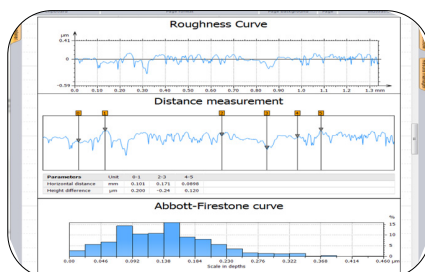 Roughness Curve
µm
0.41
0
-0.59
0.0 0.10 0.20 0.30 0.40 0.50 0.60 0.70 0.80 0.90 1.0 1.1 1.2 1.3 mm
Distance measurement
Parameters Unit 0-1 2-3 4-5
Horizontal distance mm 0.101 0.171 0.0898
Height difference µm 0.200 -0.24 0.120
Abbott-Firestone curve
%
15
10
5
0
0.00 0.046 0.092 0.138 0.184 0.230 0.276 0.322 0.368 0.414 0.460 µm
Scale in depths